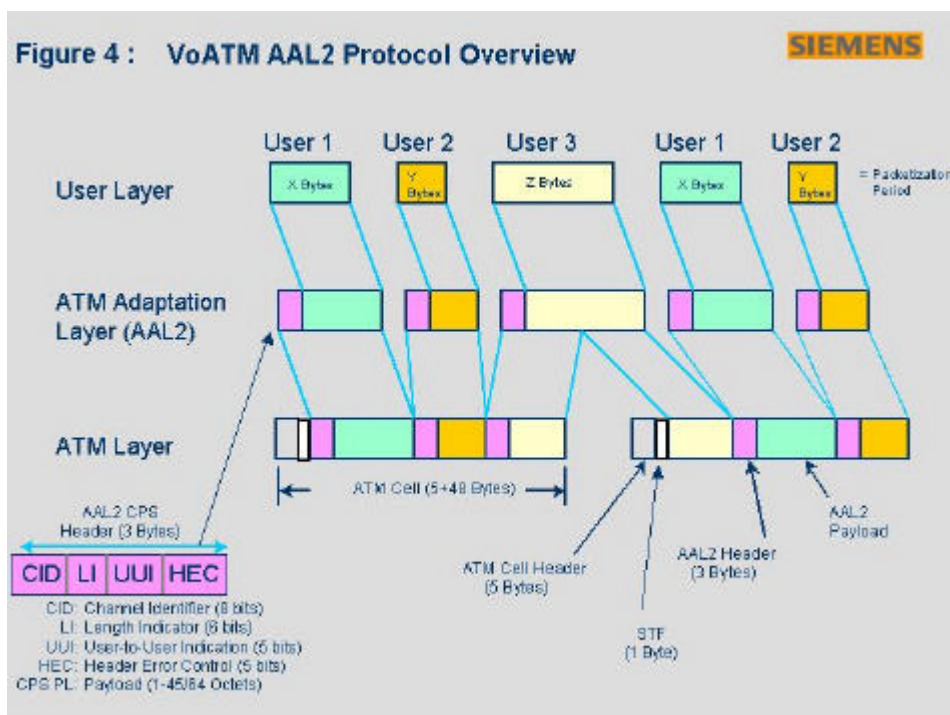 Figure 4 : VoATM AAL2 Protocol Overview
SIEMENS
User 1
User 2
User 3
User 1
User 2
User Layer
X Bytes
Y
Bytes
Z Bytes
X Bytes
Y
Bytes
= Packetization
Period
ATM Adaptation
Layer (AAL2)
ATM Layer
ATM Cell (5+48 Bytes)
AAL2 CPS
Header (3 Bytes)
CID LI UUI HEC
CID: Channel Identifier (8 bits)
LI: Length Indicator (6 bits)
UUI: User-to-User Indication (5 bits)
HEC: Header Error Control (5 bits)
CPS PL: Payload (1-45/64 Octets)
ATM Cell Header
(5 Bytes)
STF
(1 Byte)
AAL2 Header
(3 Bytes)
AAL2
Payload